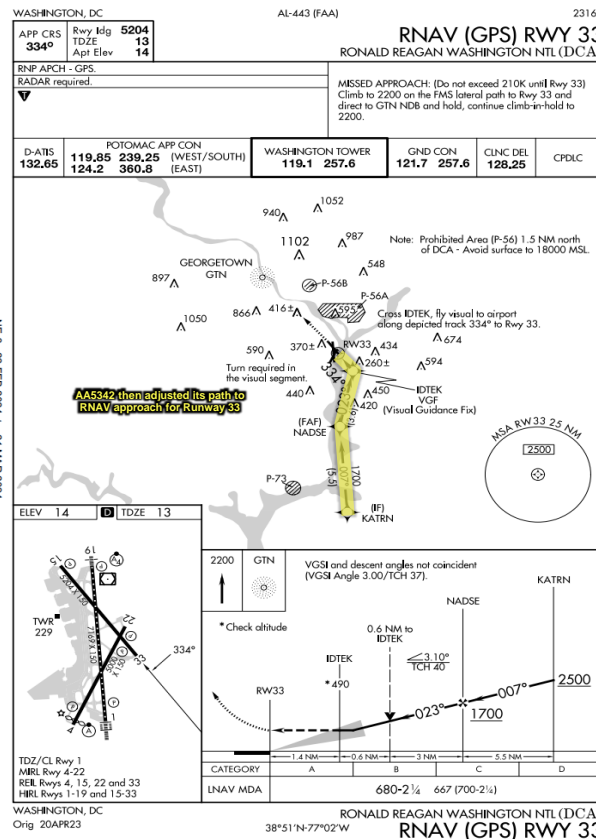 WASHINGTON, DC
AL-443 (FAA)
2316
APP CRS
334°
Rwy ldg 5204
TDZE 13
Apt Elev 14
RNAV (GPS) RWY 33
RONALD REAGAN WASHINGTON NTL (DCA
RNP APCH - GPS.
RADAR required.
T
MISSED APPROACH: (Do not exceed 210K until Rwy 33)
Climb to 2200 on the FMS lateral path to Rwy 33 and
direct to GTN NDB and hold, continue climb-in-hold to
2200.
D-ATIS
132.65
POTOMAC APP CON
119.85 239.25 (WEST/SOUTH)
124.2 360.8 (EAST)
WASHINGTON TOWER
119.1 257.6
GND CON
121.7 257.6
CLNC DEL
128.25
CPDLC
1052
940
987
1102
Note: Prohibited Area (P-56) 1.5 NM north
of DCA - Avoid surface to 18000 MSL.
GEORGETOWN
GTN
548
897
P-56B
P-56A
595
866
416±
Cross IDTEK, fly visual to airport
along depicted track 334° to Rwy 33.
1050
674
370±
RW33
434
590
260±
594
Turn required in
the visual segment.
334°
IDTEK
VGF
(Visual Guidance Fix)
440
450
420
023°
AA5342 then adjusted its path to
RNAV approach for Runway 33
(FAF)
NADSE
MSA RW33 25 NM
2500
1700
007°
(5.5)
P-73
(IF)
KATRN
ELEV 14
D
TDZE 13
TWR
229
5204 X 150
7169 X 150
5000
X 150
15
19
22
33
4
1
A
334°
TDZ/CL Rwy 1
MIRL Rwy 4-22
REIL Rwys 4, 15, 22 and 33
HIRL Rwys 1-19 and 15-33
2200
GTN
VGSI and descent angles not coincident
(VGSI Angle 3.00/TCH 37).
*Check altitude
KATRN
NADSE
0.6 NM to
IDTEK
3.10°
TCH 40
IDTEK
*490
RW33
2500
007°
1700
023°
1.4 NM
0.6 NM
3 NM
5.5 NM
CATEGORY
A
B
C
D
LNAV MDA
680-2¼ 667 (700-2¼)
WASHINGTON, DC
Orig 20APR23
38°51'N-77°02'W
RONALD REAGAN WASHINGTON NTL (DCA
RNAV (GPS) RWY 33